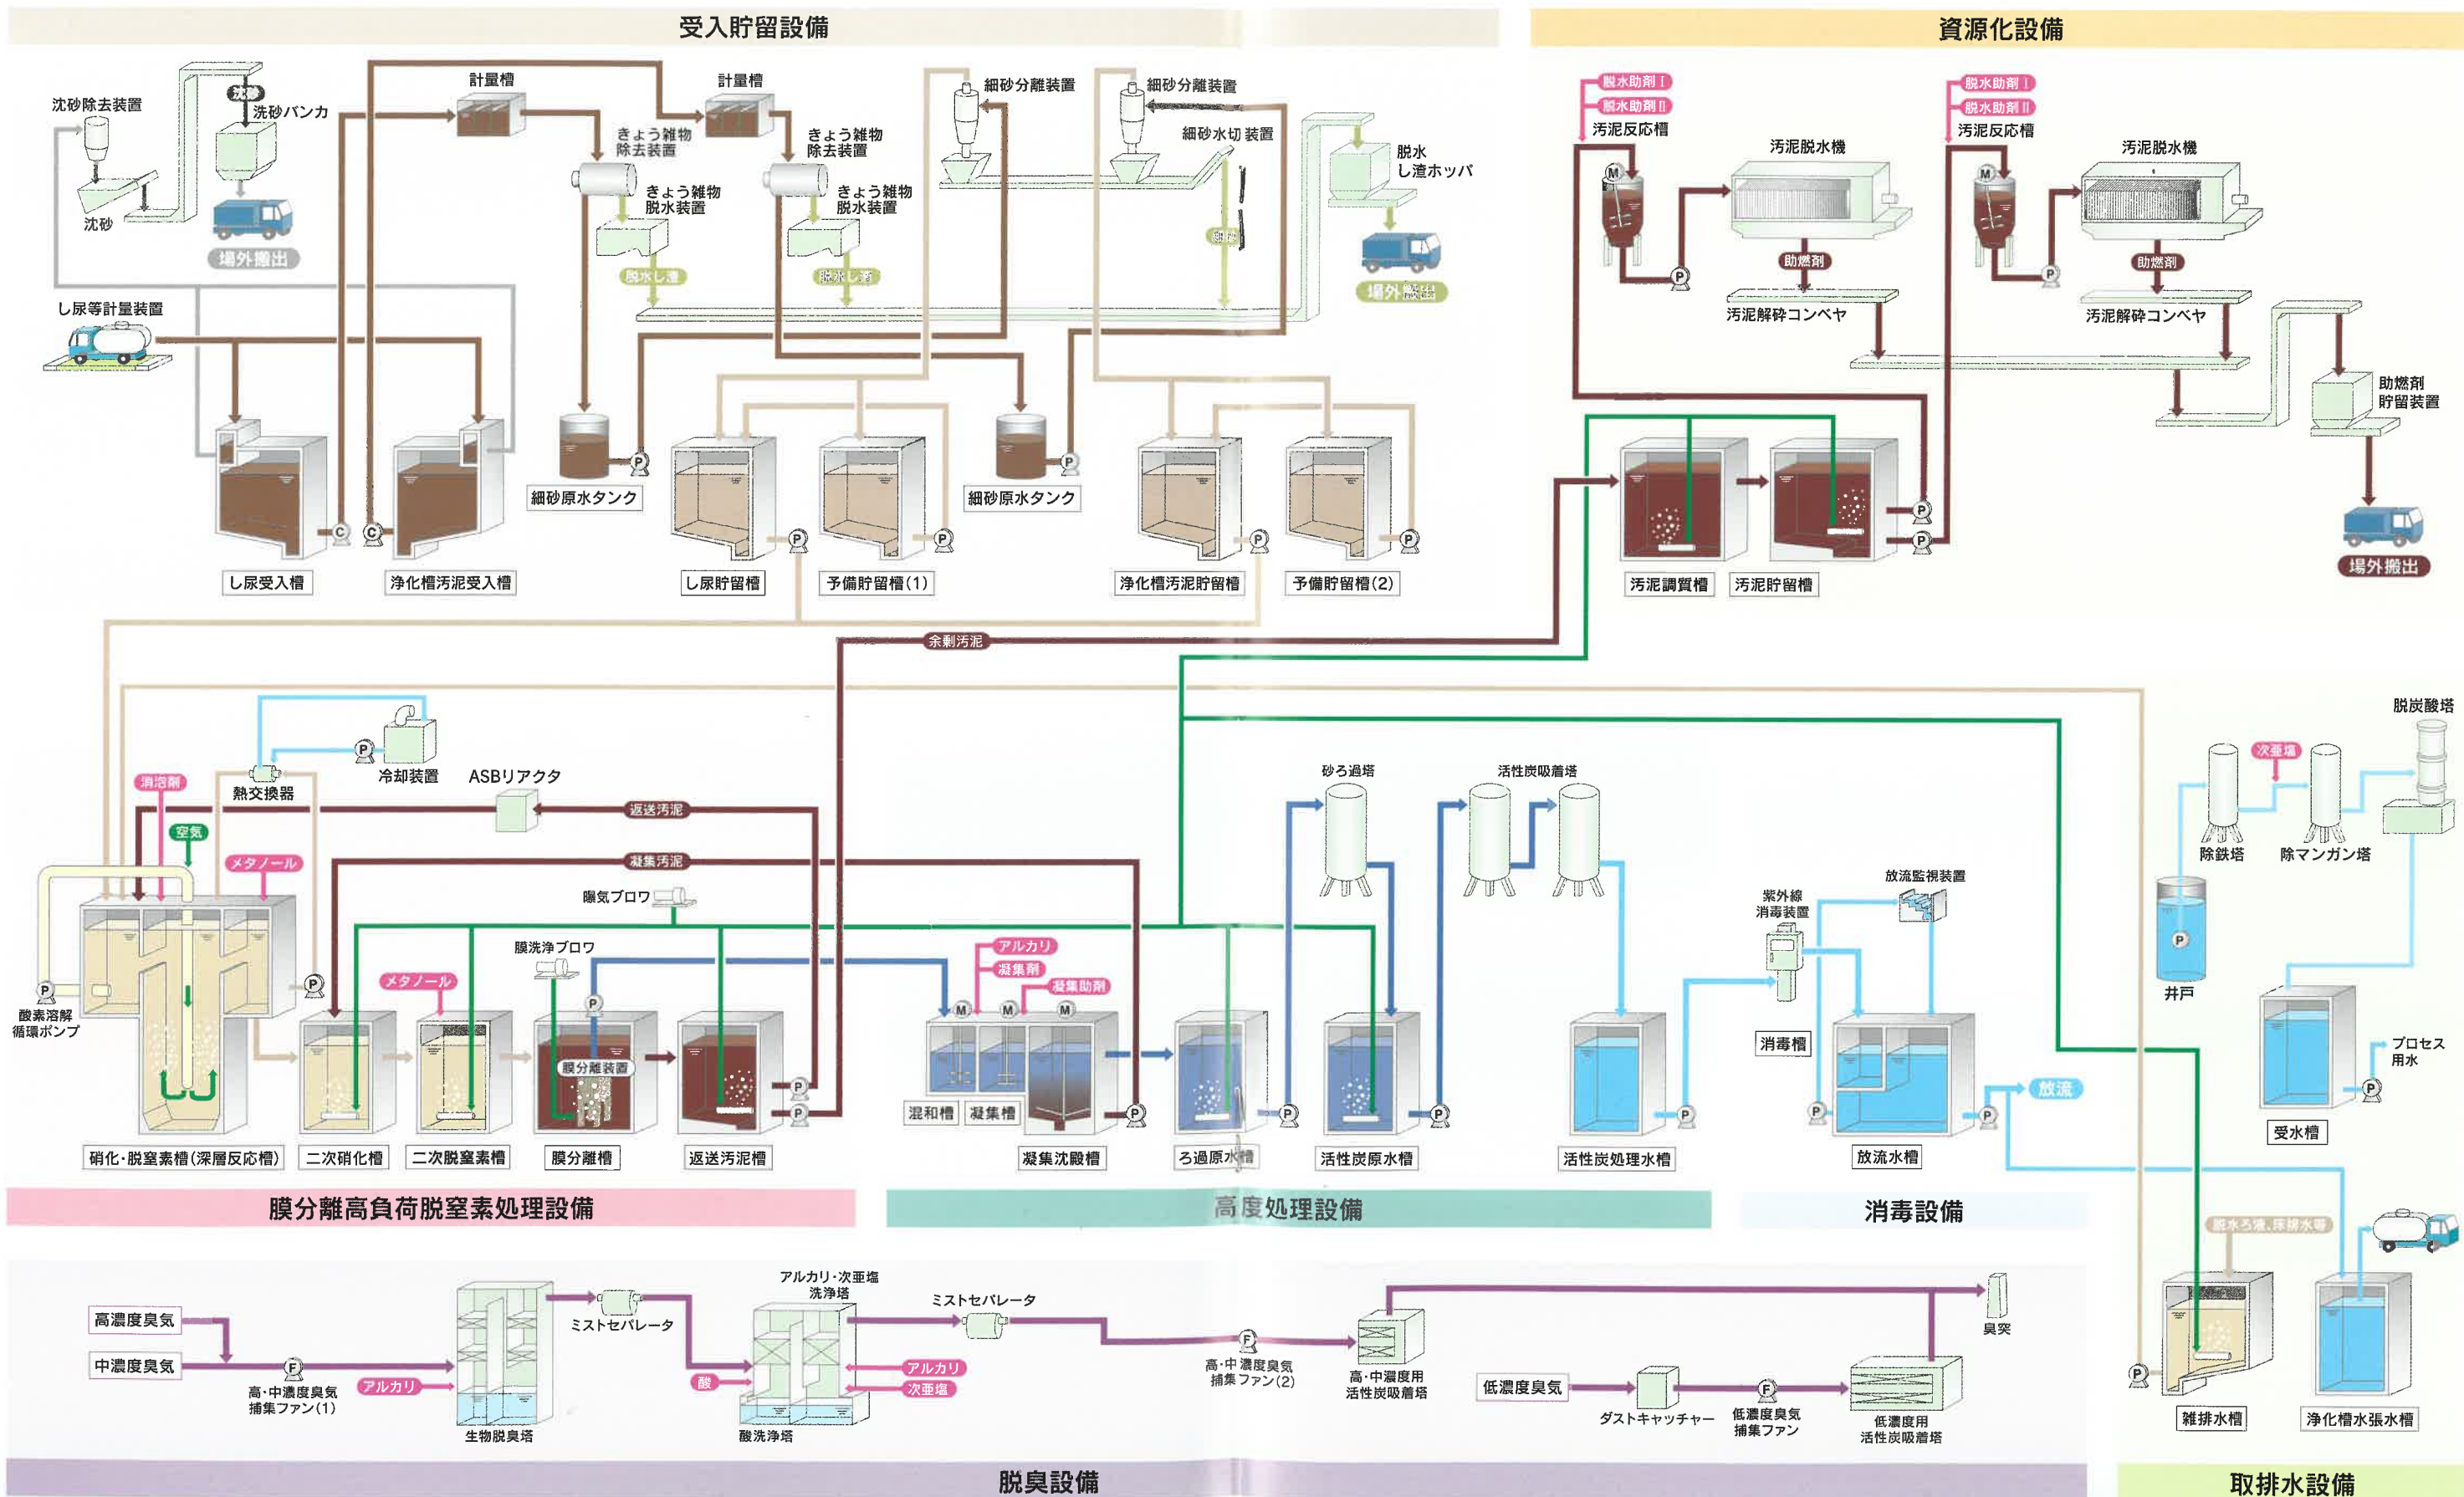 受入貯留設備
資源化設備
沈砂除去装置
沈砂
洗砂バンカ
沈砂
場外搬出
し尿等計量装置
計量槽
計量槽
きょう雑物
除去装置
きょう雑物
脱水装置
脱水し渣
きょう雑物
除去装置
きょう雑物
脱水装置
脱水し渣
細砂分離装置
細砂分離装置
細砂水切装置
脱水
し渣ホッパ
場外搬出
C
C
P
P
P
P
P
P
し尿受入槽
浄化槽汚泥受入槽
細砂原水タンク
し尿貯留槽
予備貯留槽(1)
細砂原水タンク
浄化槽汚泥貯留槽
予備貯留槽(2)
脱水助剤Ⅰ
脱水助剤Ⅱ
汚泥反応槽
M
P
汚泥脱水機
助燃剤
汚泥解砕コンベヤ
脱水助剤Ⅰ
脱水助剤Ⅱ
汚泥反応槽
M
P
汚泥脱水機
助燃剤
汚泥解砕コンベヤ
助燃剤
貯留装置
場外搬出
P
P
汚泥調質槽
汚泥貯留槽
余剰汚泥
消泡剤
空気
メタノール
熱交換器
P
冷却装置
ASBリアクタ
返送汚泥
凝集汚泥
曝気ブロワ
膜洗浄ブロワ
メタノール
P
酸素溶解
循環ポンプ
P
P
膜分離装置
P
P
硝化・脱窒素槽(深層反応槽)
二次硝化槽
二次脱窒素槽
膜分離槽
返送汚泥槽
アルカリ
凝集剤
凝集助剤
M
M
M
混和槽
凝集槽
P
P
P
凝集沈殿槽
ろ過原水槽
活性炭原水槽
砂ろ過塔
活性炭吸着塔
P
活性炭処理水槽
紫外線
消毒装置
放流監視装置
消毒槽
P
P
放流
放流水槽
脱炭酸塔
次亜塩
除鉄塔
除マンガン塔
P
井戸
プロセス
用水
P
受水槽
膜分離高負荷脱窒素処理設備
高度処理設備
消毒設備
高濃度臭気
中濃度臭気
F
高・中濃度臭気
捕集ファン(1)
アルカリ
生物脱臭塔
ミストセパレータ
アルカリ・次亜塩
洗浄塔
酸
アルカリ
次亜塩
酸洗浄塔
ミストセパレータ
F
高・中濃度臭気
捕集ファン(2)
高・中濃度用
活性炭吸着塔
低濃度臭気
ダストキャッチャー
F
低濃度臭気
捕集ファン
低濃度用
活性炭吸着塔
臭突
脱水ろ液、床排水等
P
雑排水槽
浄化槽水張水槽
脱臭設備
取排水設備